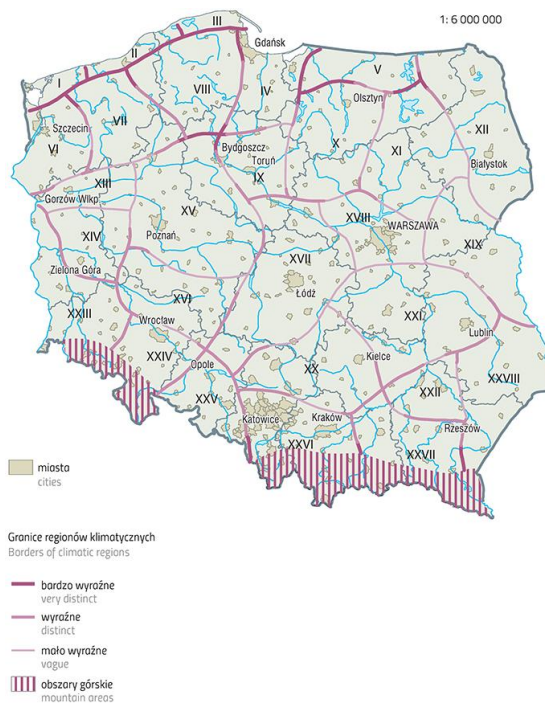 1: 6 000 000
III
Gdańsk
II
I
V
VIII
IV
Olsztyn
VII
Szczecin
XII
VI
Bydgoszcz
X
XI
Białystok
Toruń
IX
XIII
Gorzów Wlkp.
XV
XVIII
WARSZAWA
Poznań
XIV
XIX
Zielona Góra
XVII
Łódź
XVI
XXIII
XXI
Wrocław
Lublin
XXIV
Kielce
Opole
XX
XXVIII
XXV
XXII
Katowice
Kraków
Rzeszów
XXVI
XXVII
miasta
cities
Granice regionów klimatycznych
Borders of climatic regions
bardzo wyraźne
very distinct
wyraźne
distinct
mało wyraźne
vague
obszary górskie
mountain areas